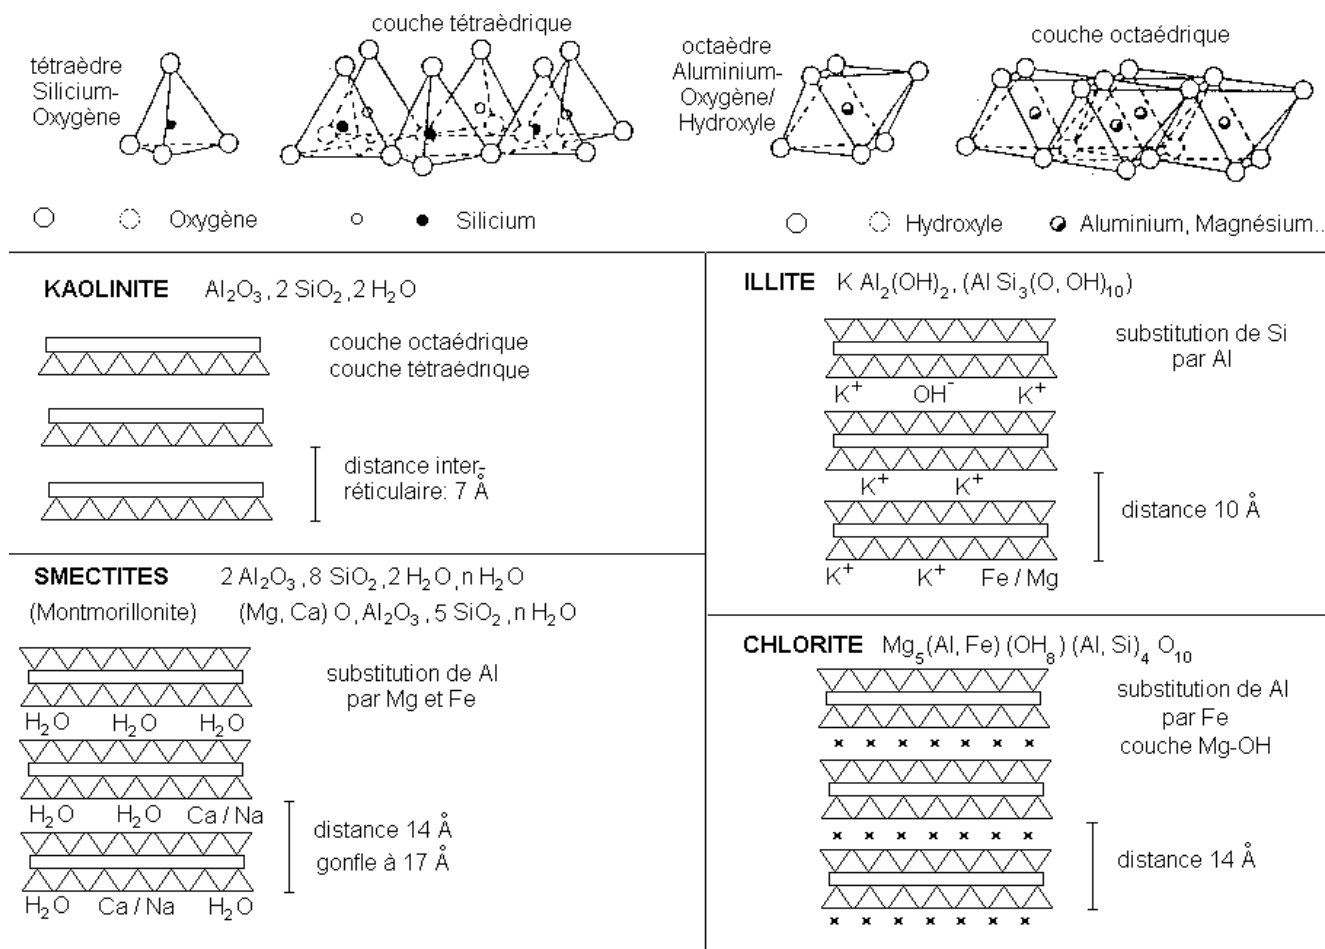 couche tétraèdrique
tétraèdre
Silicium-
Oxygène
octaèdre
Aluminium-
Oxygène/
Hydroxyle
couche octaédrique
Oxygène
Silicium
Hydroxyle
Aluminium, Magnésium..
KAOLINITE Al₂O₃, 2 SiO₂, 2 H₂O
couche octaédrique
couche tétraèdrique
distance inter-
réticulaire: 7 Å
ILLITE K Al₂(OH)₂, (Al Si₃(O, OH)₁₀)
substitution de Si
par Al
K⁺ OH⁻ K⁺
K⁺ K⁺
distance 10 Å
K⁺ K⁺ Fe / Mg
SMECTITES 2 Al₂O₃, 8 SiO₂, 2 H₂O, n H₂O
(Montmorillonite) (Mg, Ca) O, Al₂O₃, 5 SiO₂, n H₂O
substitution de Al
par Mg et Fe
H₂O H₂O H₂O
H₂O H₂O Ca / Na
distance 14 Å
gonfle à 17 Å
H₂O Ca / Na H₂O
CHLORITE Mg₅(Al, Fe) (OH₈) (Al, Si)₄ O₁₀
substitution de Al
par Fe
couche Mg-OH
distance 14 Å